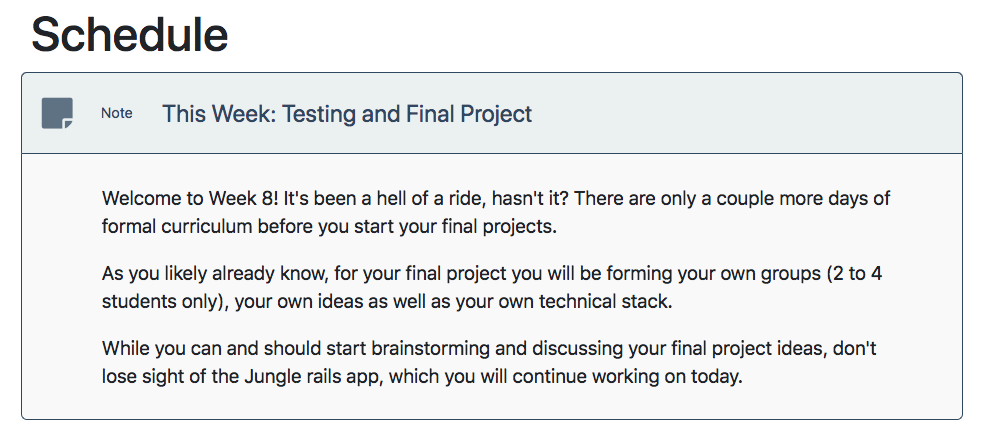 Schedule
Note This Week: Testing and Final Project
Welcome to Week 8! It's been a hell of a ride, hasn't it? There are only a couple more days of
formal curriculum before you start your final projects.
As you likely already know, for your final project you will be forming your own groups (2 to 4
students only), your own ideas as well as your own technical stack.
While you can and should start brainstorming and discussing your final project ideas, don't
lose sight of the Jungle rails app, which you will continue working on today.